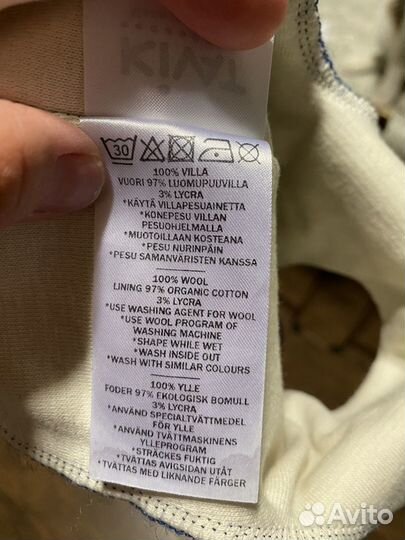 KIVAT
30
100% VILLA
VUORI 97% LUOMUPUUVILLA
3% LYCRA
*KÄYTÄ VILLAPESUAINETTA
*KONEPESU VILLAN
PESUOHJELMALLA
*MUOTOILLAAN KOSTEANA
*PESU NURINPÄIN
*PESU SAMANVÄRISTEN KANSSA
100% WOOL
LINING 97% ORGANIC COTTON
3% LYCRA
*USE WASHING AGENT FOR WOOL
*USE WOOL PROGRAM OF
WASHING MACHINE
*SHAPE WHILE WET
*WASH INSIDE OUT
*WASH WITH SIMILAR COLOURS
100% YLLE
FODER 97% EKOLOGISK BOMULL
3% LYCRA
*ANVÄND SPECIALTVÄTTMEDEL
FÖR YLLE
*ANVÄND TVÄTTMASKINENS
YLLEPROGRAM
*STRÄCKES FUKTIG
*TVÄTTAS AVIGSIDAN UTÅT
*TVÄTTAS MED LIKNANDE FÄRGER
Avito